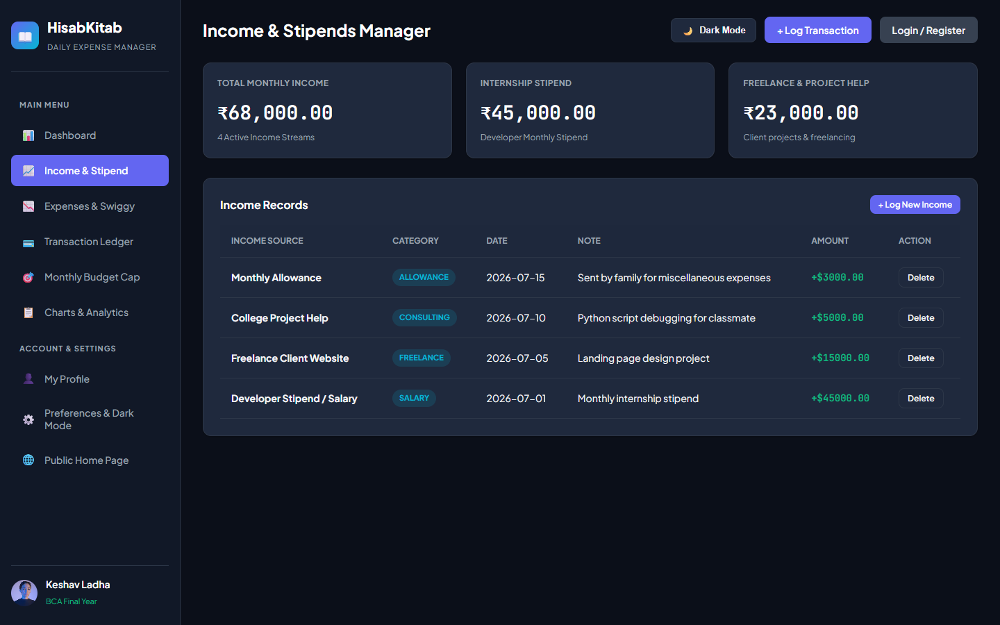 HisabKitab
DAILY EXPENSE MANAGER
MAIN MENU
Dashboard
Income & Stipend
Expenses & Swiggy
Transaction Ledger
Monthly Budget Cap
Charts & Analytics
ACCOUNT & SETTINGS
My Profile
Preferences & Dark
Mode
Public Home Page
Keshav Ladha
BCA Final Year
Income & Stipends Manager
Dark Mode
+ Log Transaction
Login / Register
TOTAL MONTHLY INCOME
₹68,000.00
4 Active Income Streams
INTERNSHIP STIPEND
₹45,000.00
Developer Monthly Stipend
FREELANCE & PROJECT HELP
₹23,000.00
Client projects & freelancing
Income Records
+ Log New Income
INCOME SOURCE CATEGORY DATE NOTE AMOUNT ACTION
Monthly Allowance ALLOWANCE 2026-07-15 Sent by family for miscellaneous expenses +$3000.00 Delete
College Project Help CONSULTING 2026-07-10 Python script debugging for classmate +$5000.00 Delete
Freelance Client Website FREELANCE 2026-07-05 Landing page design project +$15000.00 Delete
Developer Stipend / Salary SALARY 2026-07-01 Monthly internship stipend +$45000.00 Delete